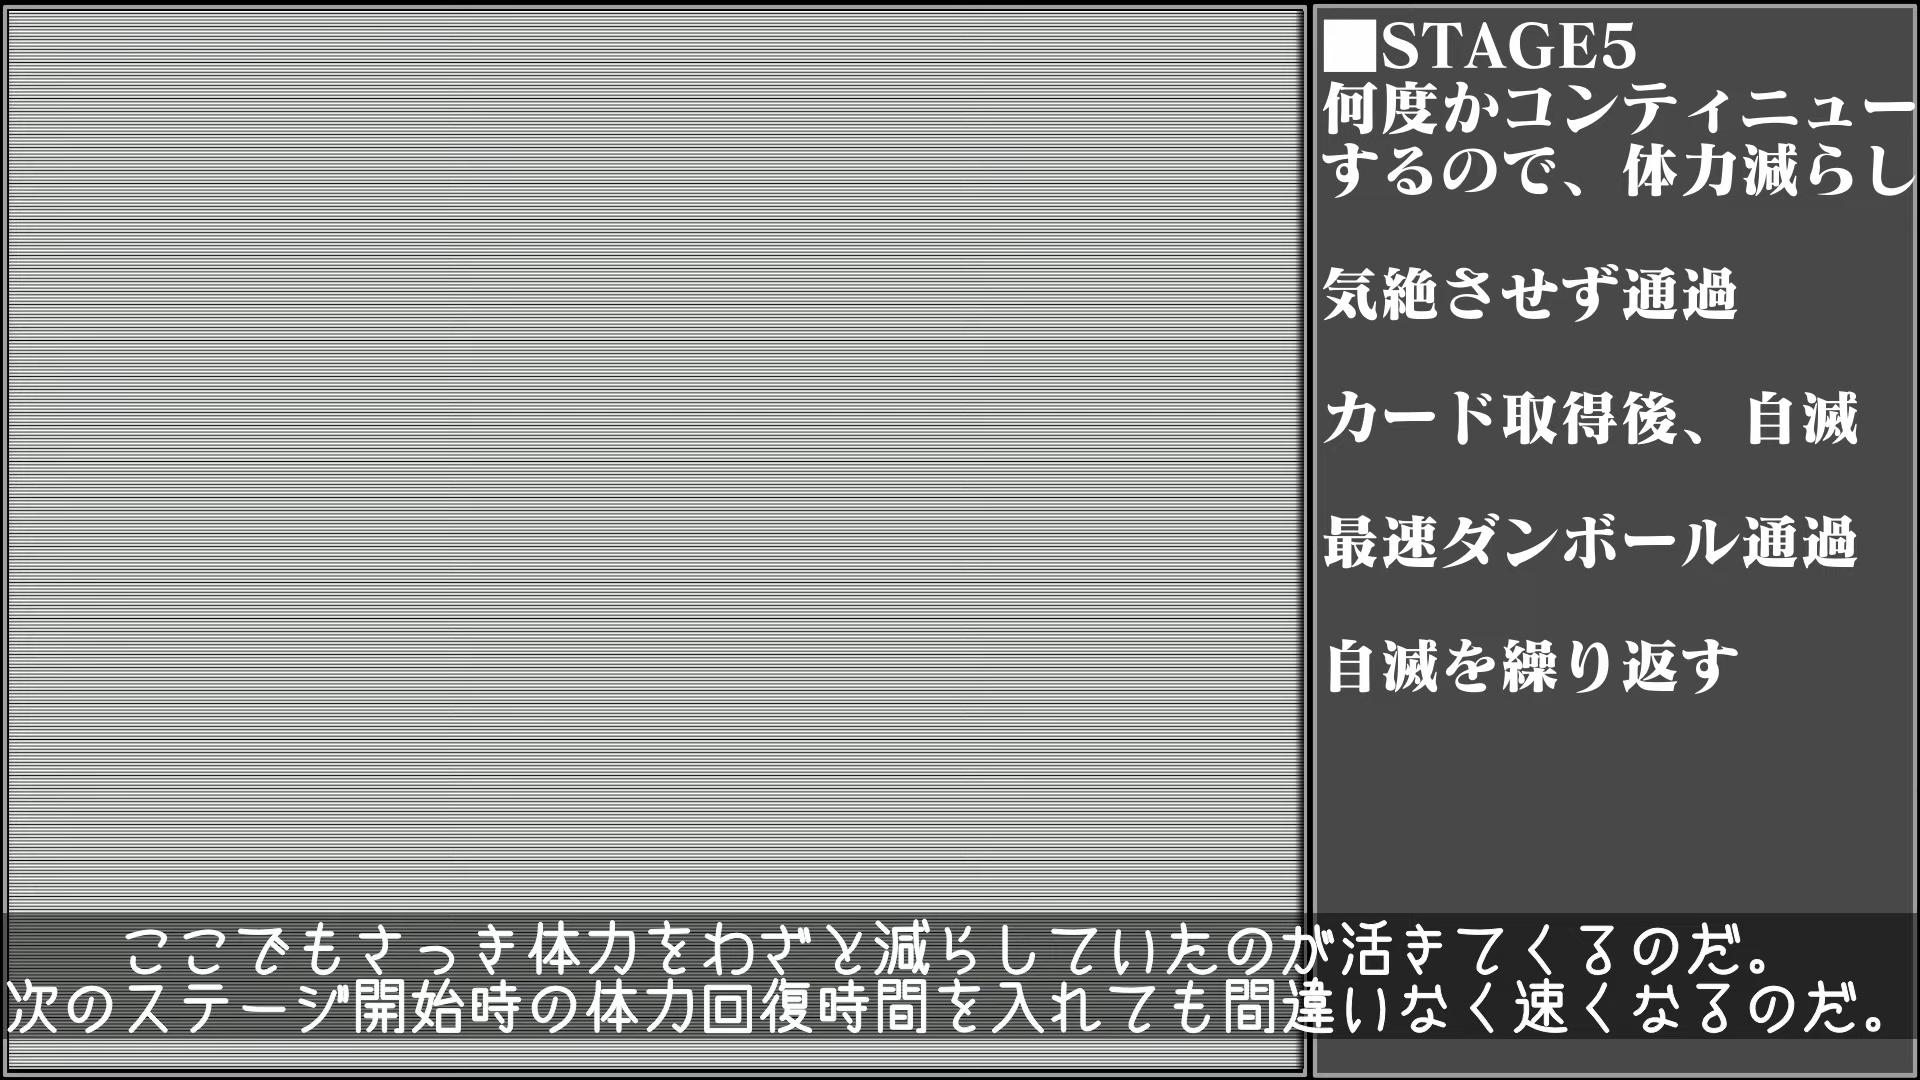 ■STAGE5
何度かコンティニュー
するので、体力減らし
気絶させず通過
カード取得後、自滅
最速ダンボール通過
自滅を繰り返す
ここでもさっき体力をわざと減らしていたのが活きてくるのだ。
次のステージ開始時の体力回復時間を入れても間違いなく速くなるのだ。